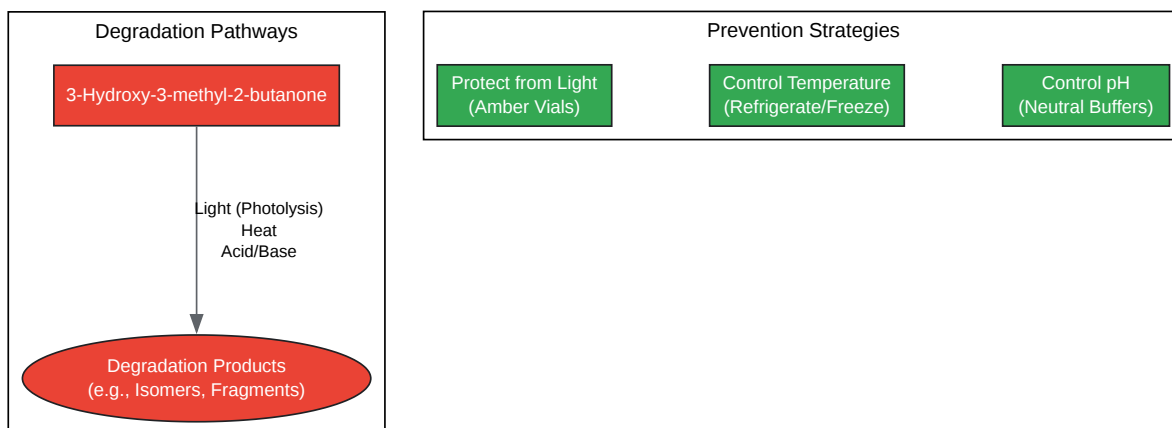 Degradation Pathways
3-Hydroxy-3-methyl-2-butanone
Light (Photolysis)
Heat
Acid/Base
Degradation Products
(e.g., Isomers, Fragments)
Prevention Strategies
Protect from Light
(Amber Vials)
Control Temperature
(Refrigerate/Freeze)
Control pH
(Neutral Buffers)